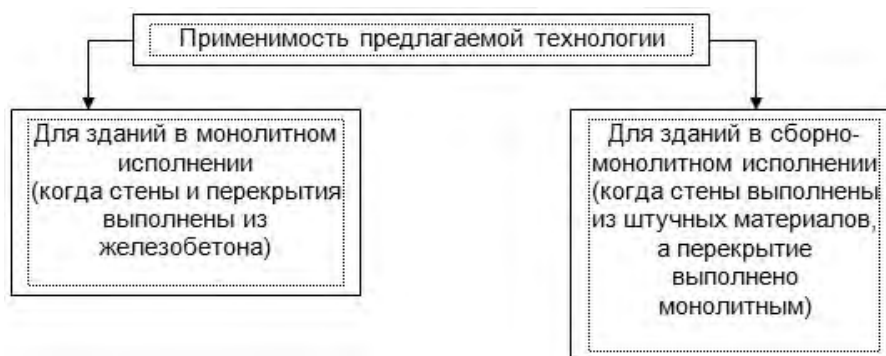 Применимость предлагаемой технологии
Для зданий в монолитном
исполнении
(когда стены и перекрытия
выполнены из
железобетона)
Для зданий в сборно-
монолитном исполнении
(когда стены выполнены
из штучных материалов,
а перекрытие
выполнено
монолитным)